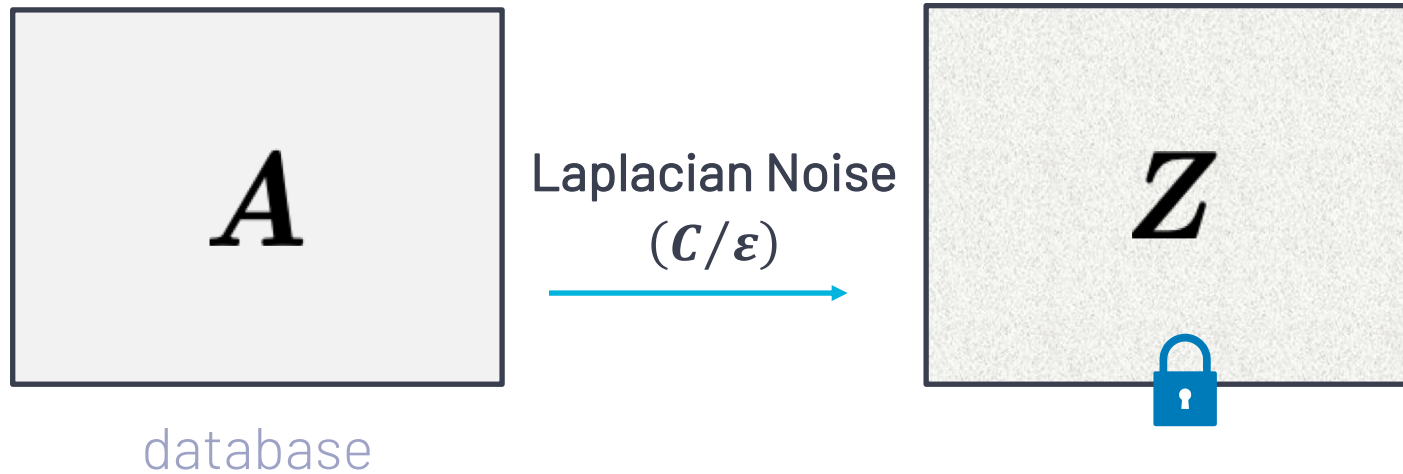 A
Laplacian Noise
(C/ε)
Z
database